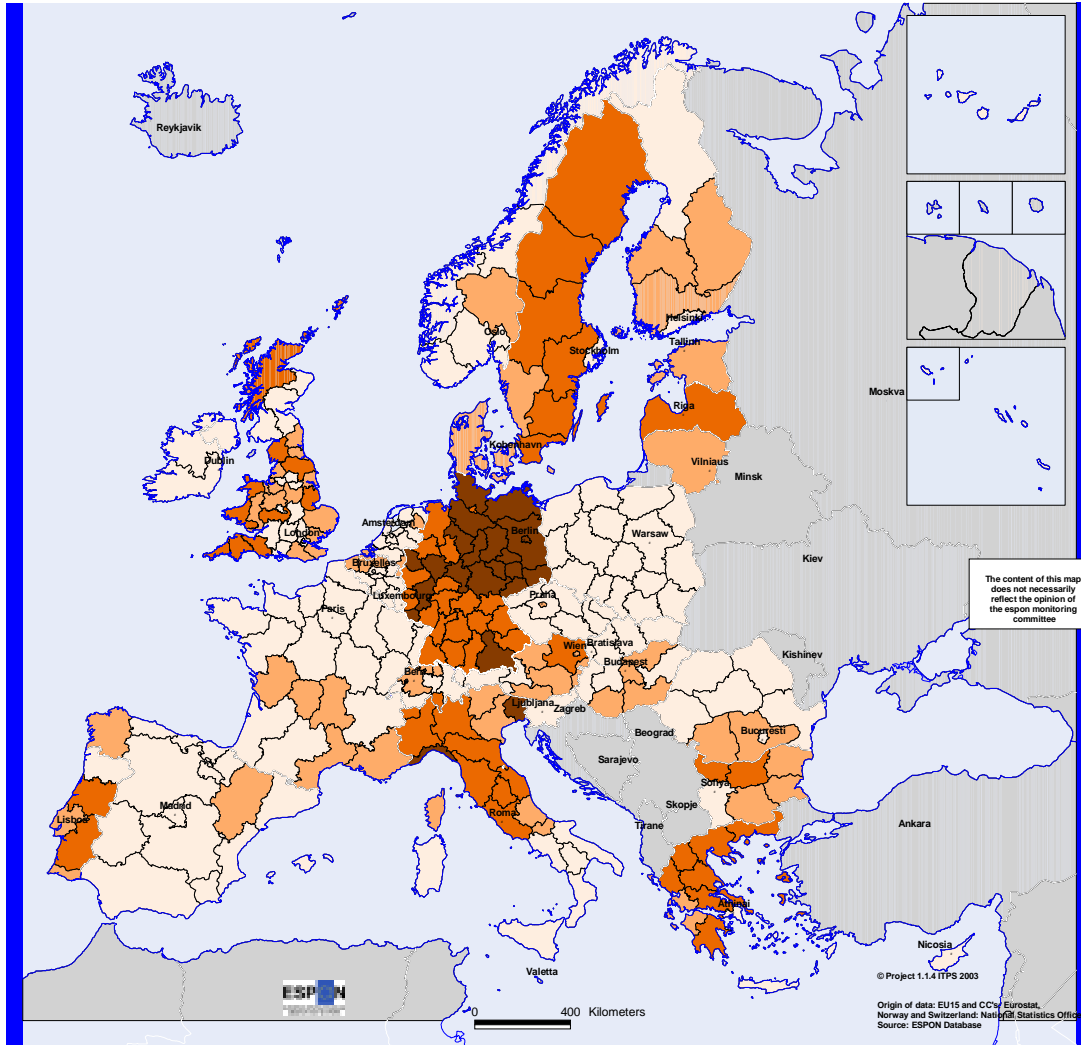 Reykjavik
Oslo
Helsinki
Stockholm
Tallinn
Moskva
Riga
Kobenhavn
Dublin
Vilniaus
Minsk
Amsterdam
London
Berlin
Warsaw
Bruxelles
Kiev
Luxembourg
Praha
Paris
Wien
Bratislava
Kishinev
Bern
Budapest
Ljubljana
Zagreb
Beograd
Bucuresti
Sarajevo
Sofiya
Madrid
Lisboa
Roma
Skopje
Tirane
Ankara
Athinai
Nicosia
Valetta
The content of this map
does not necessarily
reflect the opinion of
the espon monitoring
committee
ESPON
0 400 Kilometers
© Project 1.1.4 ITPS 2003
Origin of data: EU15 and CC's: Eurostat,
Norway and Switzerland: National Statistics Offic
Source: ESPON Database